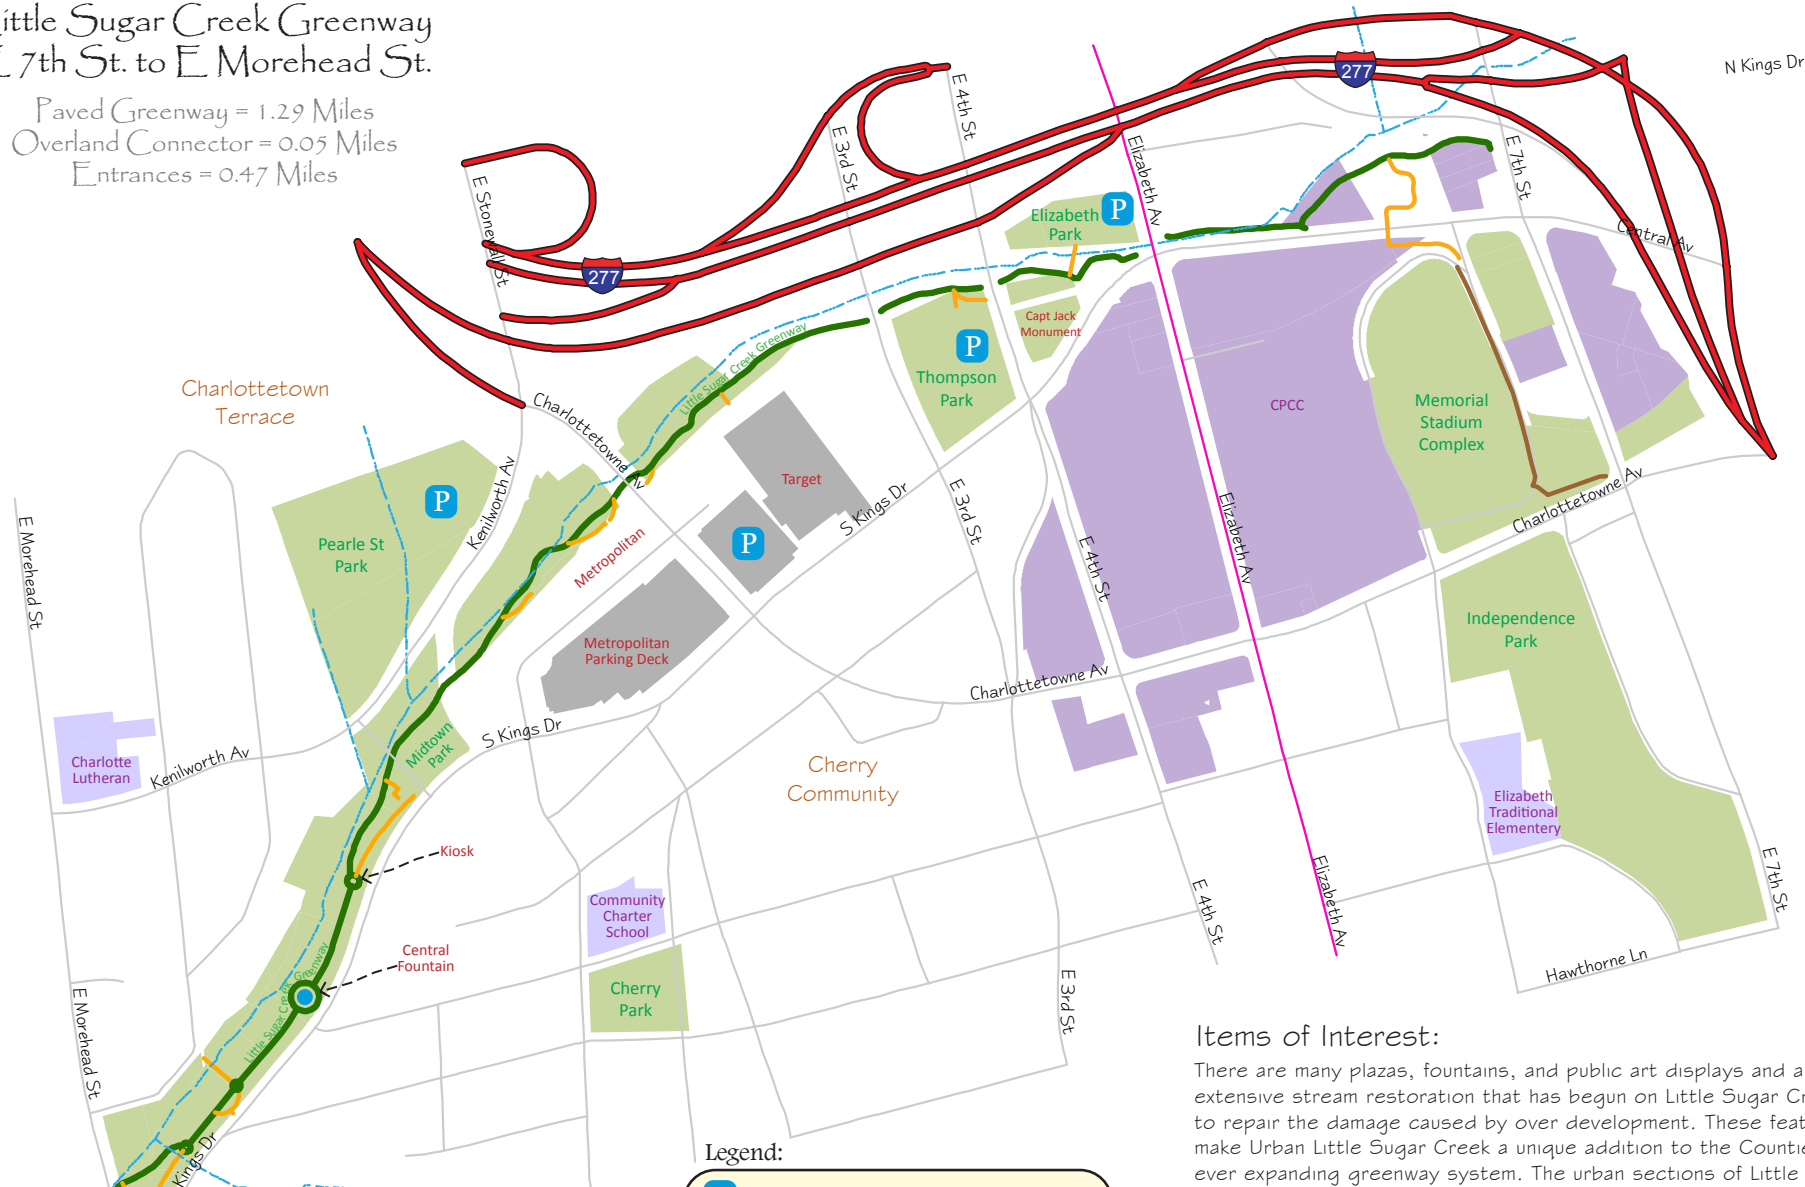 ittle Sugar Creek Greenway
E 7th St. to E Morehead St.
Paved Greenway = 1.29 Miles
Overland Connector = 0.05 Miles
Entrances = 0.47 Miles
N Kings Dr
277
E 4th St
E 3rd St
Elizabeth Av
E 7th St
E Stonewall St
Elizabeth
Park
P
Central Av
277
Capt Jack
Monument
Little Sugar Creek Greenway
P
Thompson
Park
Charlottetown
Terrace
Charlottetowne Av
CPCC
Memorial
Stadium
Complex
Target
Kenilworth Av
P
S Kings Dr
E 3rd St
Elizabeth Av
Charlottetowne Av
E Morehead St
Pearle St
Park
Metropolitan
P
E 4th St
Metropolitan
Parking Deck
Independence
Park
Charlottetowne Av
S Kings Dr
Midtown
Park
Charlotte
Lutheran
Kenilworth Av
Cherry
Community
Elizabeth
Traditional
Elementery
Kiosk
Elizabeth Av
E 7th St
E 4th St
Community
Charter
School
Central
Fountain
Little Sugar Creek Greenway
Hawthorne Ln
Cherry
Park
E 3rd St
E Morehead St
Kings Dr
Items of Interest:
There are many plazas, fountains, and public art displays and a
extensive stream restoration that has begun on Little Sugar Cr
to repair the damage caused by over development. These feat
make Urban Little Sugar Creek a unique addition to the Countie
ever expanding greenway system. The urban sections of Little
Legend: